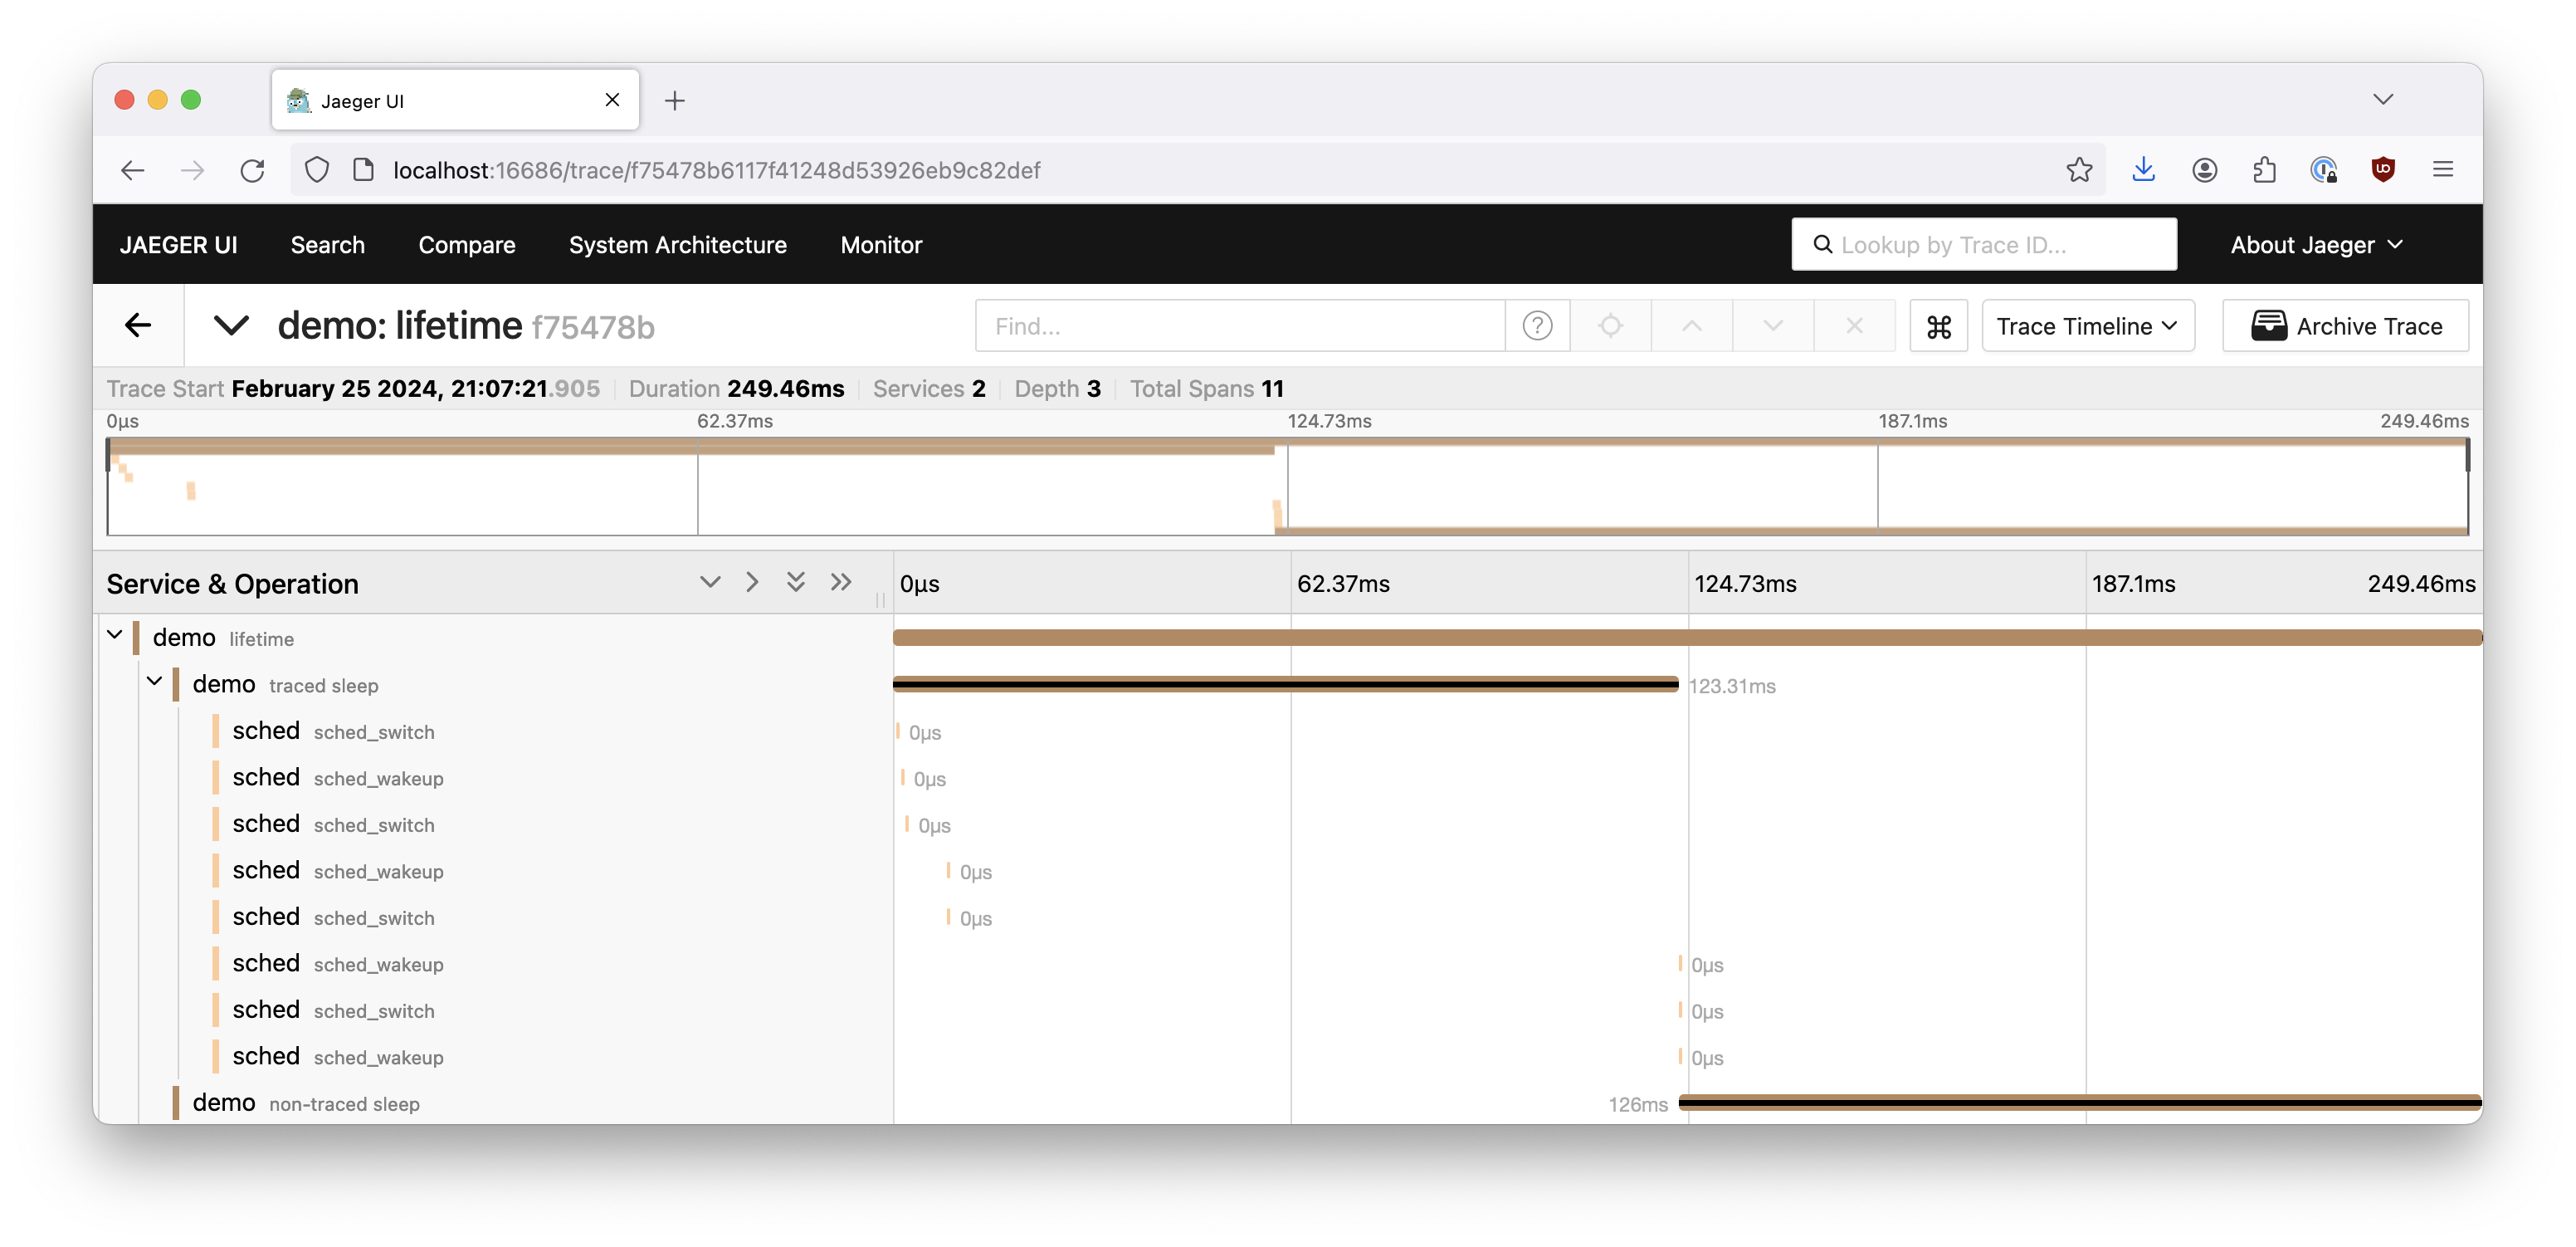 Jaeger UI
localhost:16686/trace/f75478b6117f41248d53926eb9c82def
JAEGER UI Search Compare System Architecture Monitor Lookup by Trace ID... About Jaeger
demo: lifetime f75478b Find... ? ⌘ Trace Timeline Archive Trace
Trace Start February 25 2024, 21:07:21.905 Duration 249.46ms Services 2 Depth 3 Total Spans 11
0μs 62.37ms 124.73ms 187.1ms 249.46ms
Service & Operation 0μs 62.37ms 124.73ms 187.1ms 249.46ms
demo lifetime
demo traced sleep 123.31ms
sched sched_switch 0μs
sched sched_wakeup 0μs
sched sched_switch 0μs
sched sched_wakeup 0μs
sched sched_switch 0μs
sched sched_wakeup 0μs
sched sched_switch 0μs
sched sched_wakeup 0μs
demo non-traced sleep 126ms